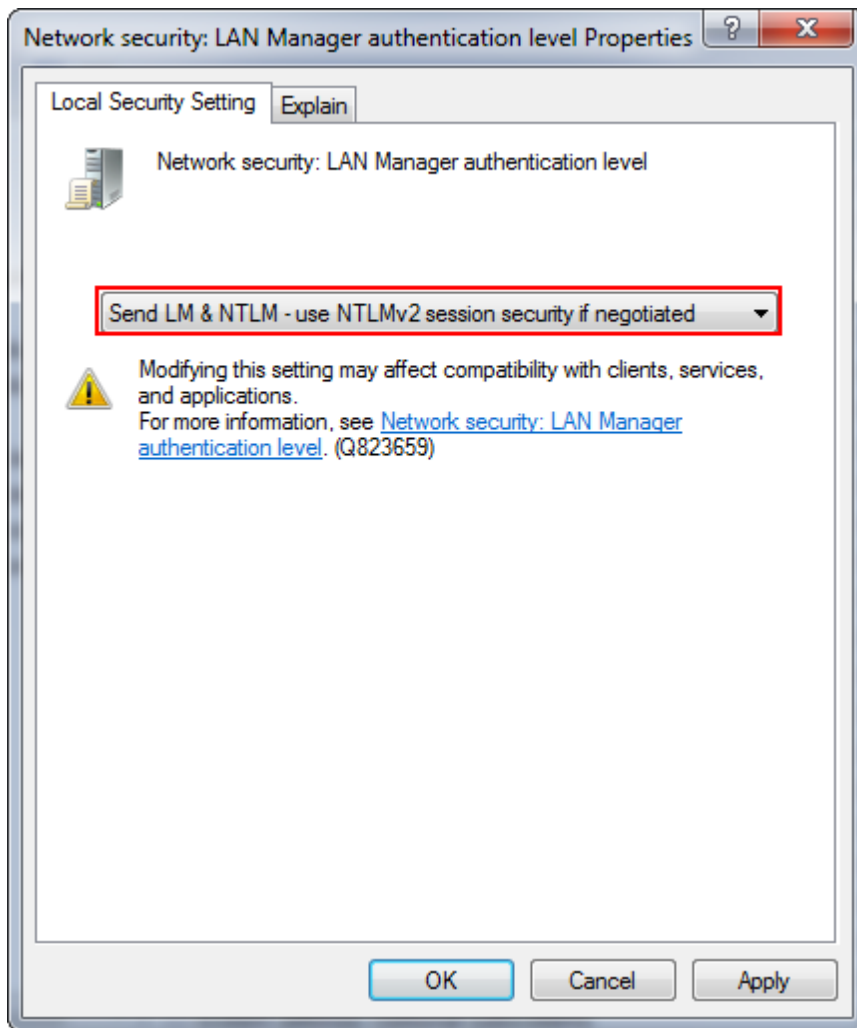 Network security: LAN Manager authentication level Properties
Local Security Setting
Explain
Network security: LAN Manager authentication level
Send LM & NTLM - use NTLMv2 session security if negotiated
Modifying this setting may affect compatibility with clients, services,
and applications.
For more information, see Network security: LAN Manager
authentication level. (Q823659)
OK
Cancel
Apply